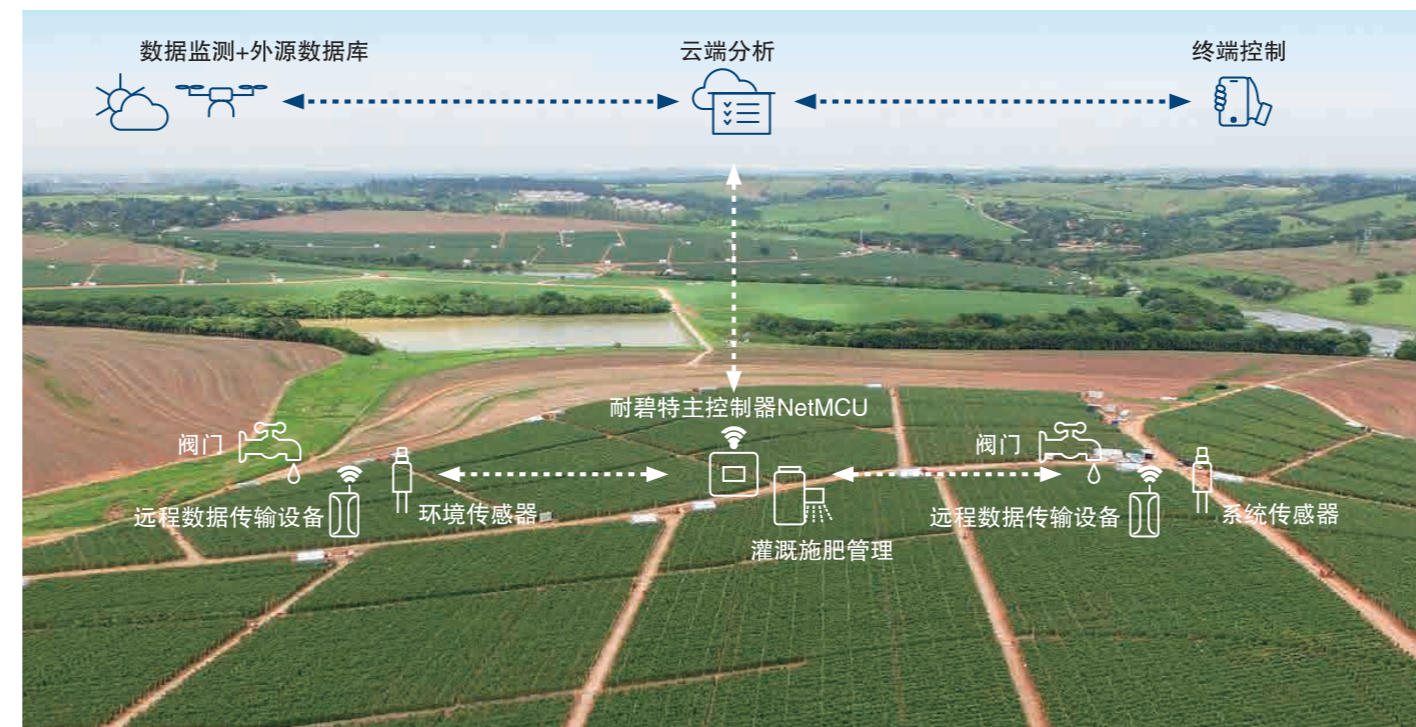 数据监测+外源数据库
云端分析
终端控制
耐碧特主控制器NetMCU
阀门
阀门
远程数据传输设备
环境传感器
远程数据传输设备
系统传感器
灌溉施肥管理